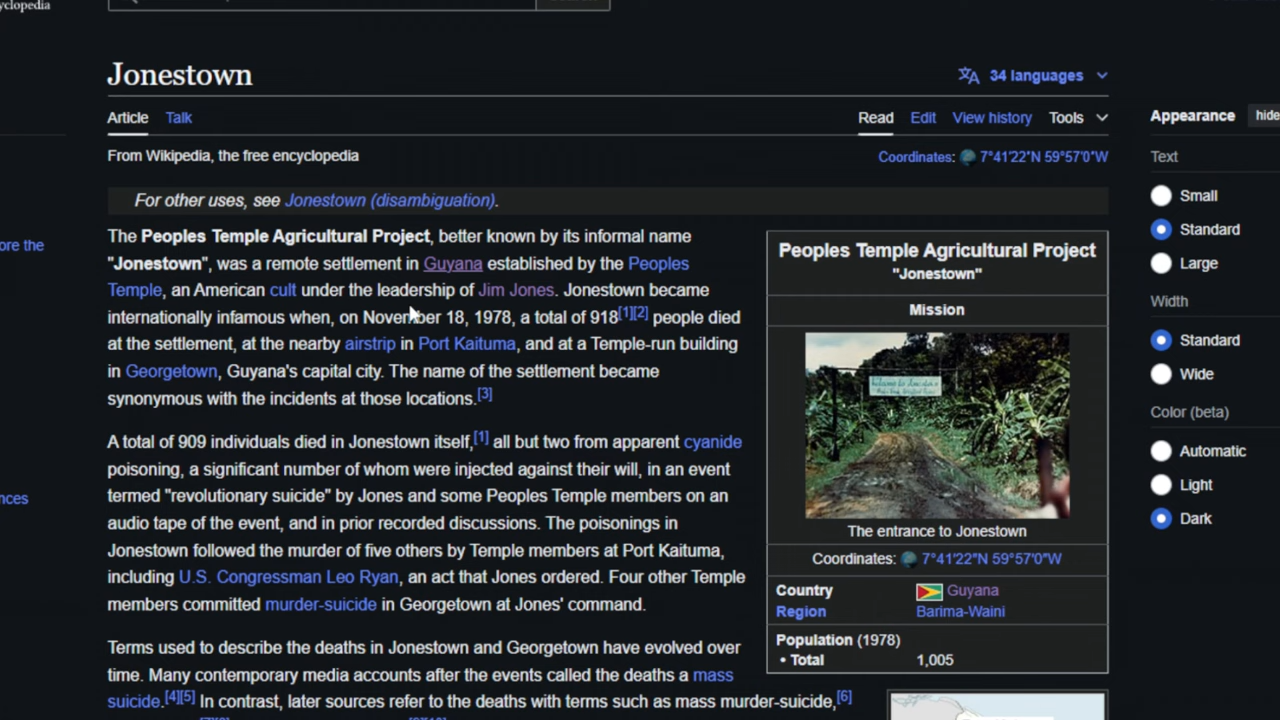 clopedia
Jonestown
34 languages
Article Talk
Read Edit View history Tools
Appearance hide
From Wikipedia, the free encyclopedia
Coordinates: 7°41′22″N 59°57′0″W
Text
For other uses, see Jonestown (disambiguation).
Small
Standard
Large
ore the
The Peoples Temple Agricultural Project, better known by its informal name
"Jonestown", was a remote settlement in Guyana established by the Peoples
Temple, an American cult under the leadership of Jim Jones. Jonestown became
internationally infamous when, on November 18, 1978, a total of 918[1][2] people died
at the settlement, at the nearby airstrip in Port Kaituma, and at a Temple-run building
in Georgetown, Guyana's capital city. The name of the settlement became
synonymous with the incidents at those locations.[3]
Peoples Temple Agricultural Project
"Jonestown"
Mission
Welcome to Jonestown
The entrance to Jonestown
Coordinates: 7°41′22″N 59°57′0″W
Country Guyana
Region Barima-Waini
Population (1978)
• Total 1,005
Width
Standard
Wide
Color (beta)
Automatic
Light
Dark
nces
A total of 909 individuals died in Jonestown itself,[1] all but two from apparent cyanide
poisoning, a significant number of whom were injected against their will, in an event
termed "revolutionary suicide" by Jones and some Peoples Temple members on an
audio tape of the event, and in prior recorded discussions. The poisonings in
Jonestown followed the murder of five others by Temple members at Port Kaituma,
including U.S. Congressman Leo Ryan, an act that Jones ordered. Four other Temple
members committed murder-suicide in Georgetown at Jones' command.
Terms used to describe the deaths in Jonestown and Georgetown have evolved over
time. Many contemporary media accounts after the events called the deaths a mass
suicide.[4][5] In contrast, later sources refer to the deaths with terms such as mass murder-suicide,[6]